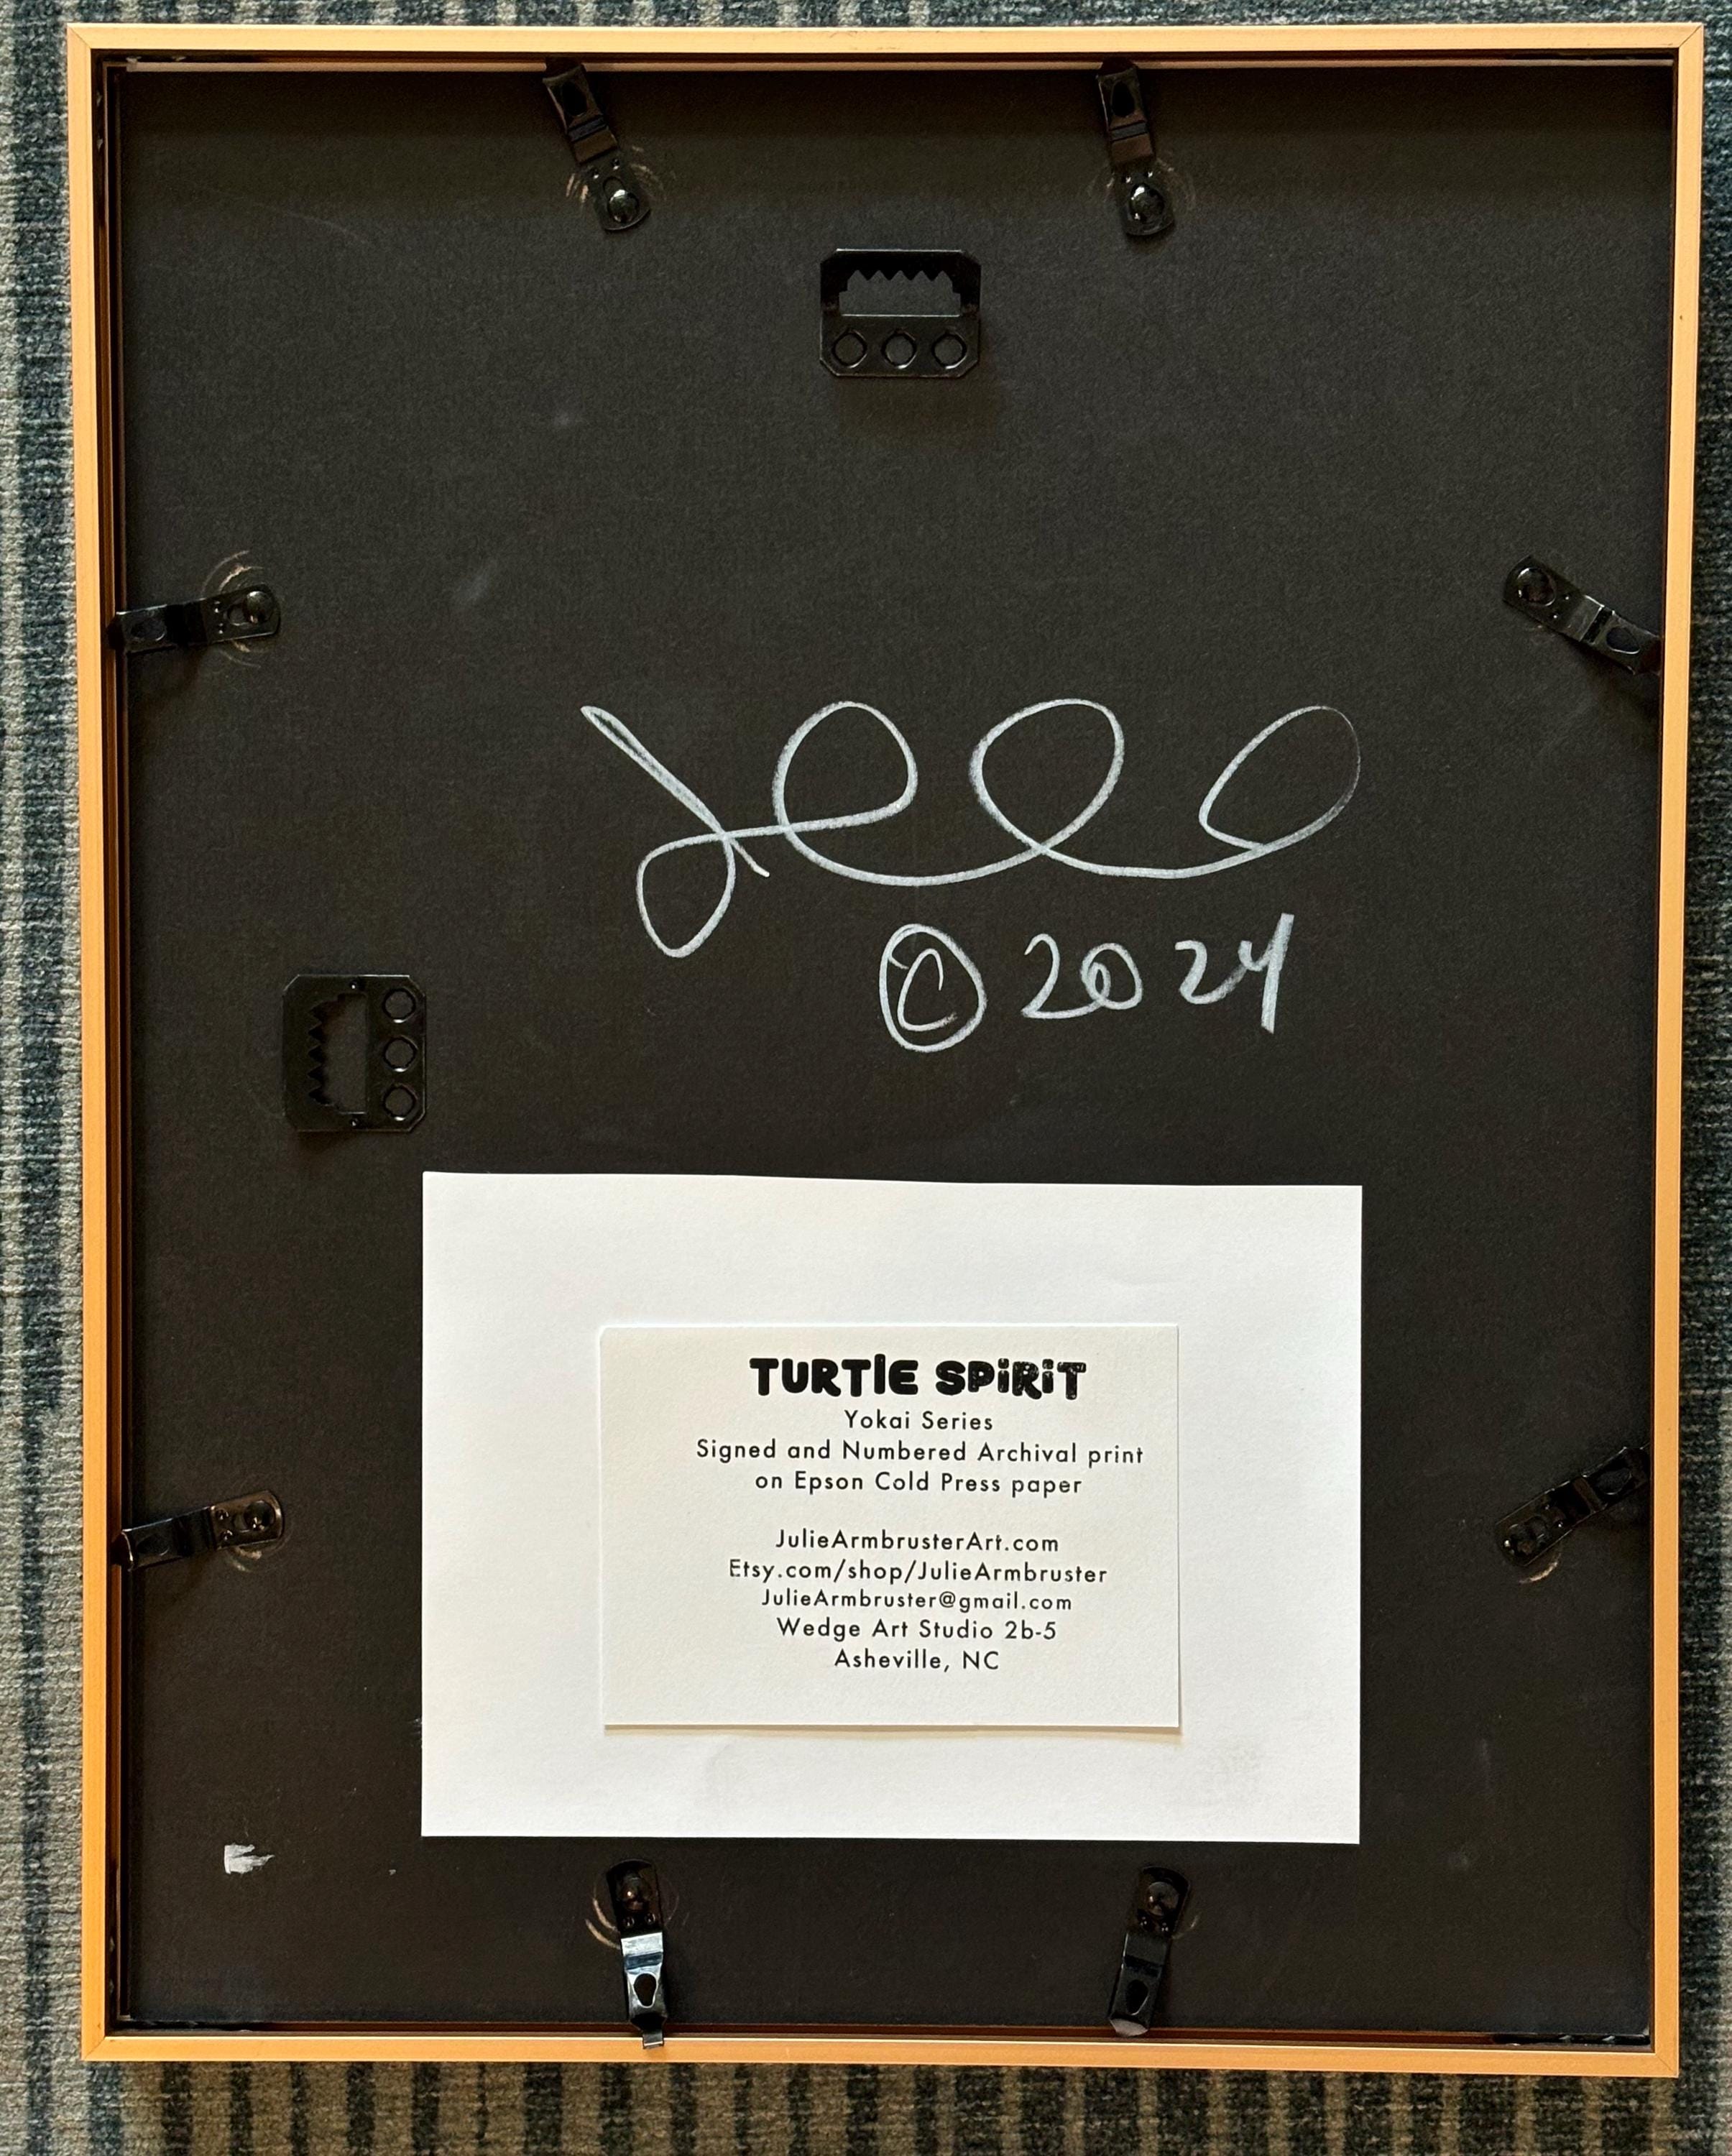 © 2024
TURTlE SPiRiT
Yokai Series
Signed and Numbered Archival print
on Epson Cold Press paper
JulieArmbrusterArt.com
Etsy.com/shop/JulieArmbruster
JulieArmbruster@gmail.com
Wedge Art Studio 2b-5
Asheville, NC